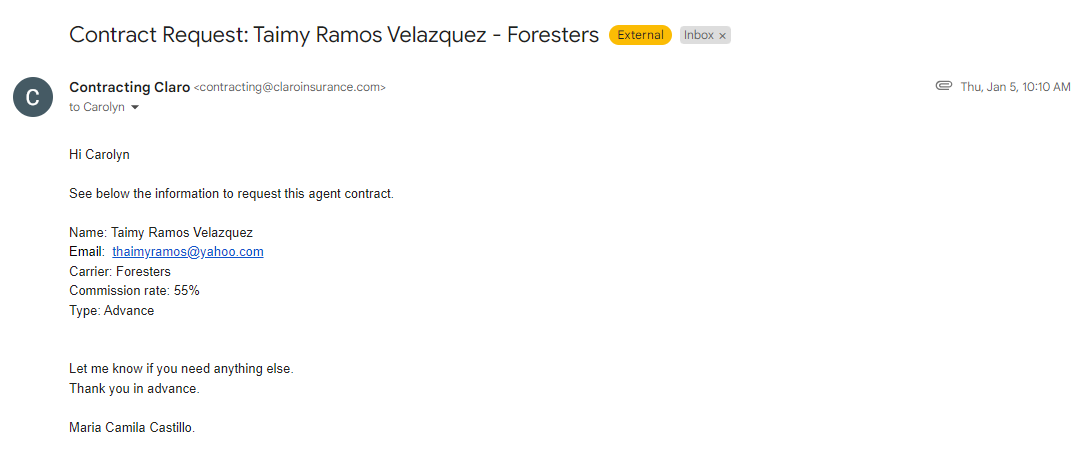 Contract Request: Taimy Ramos Velazquez - Foresters External Inbox ×
C
Contracting Claro <contracting@claroinsurance.com> Thu, Jan 5, 10:10 AM
to Carolyn
Hi Carolyn
See below the information to request this agent contract.
Name: Taimy Ramos Velazquez
Email: thaimyramos@yahoo.com
Carrier: Foresters
Commission rate: 55%
Type: Advance
Let me know if you need anything else.
Thank you in advance.
Maria Camila Castillo.